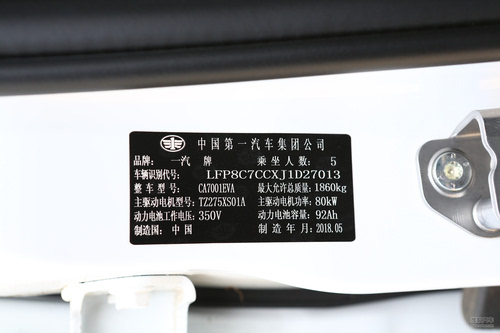 中国第一汽车集团公司
品牌: 一汽 牌 乘坐人数: 5
车辆识别代号: LFP8C7CCXJ1D27013
整车型号: CA7001EVA 最大允许总质量: 1860kg
主驱动电机型号: TZ275XS01A 主驱动电机功率: 80kW
动力电池工作电压: 350V 动力电池容量: 92Ah
制造国: 中国 制造年月: 2018.05